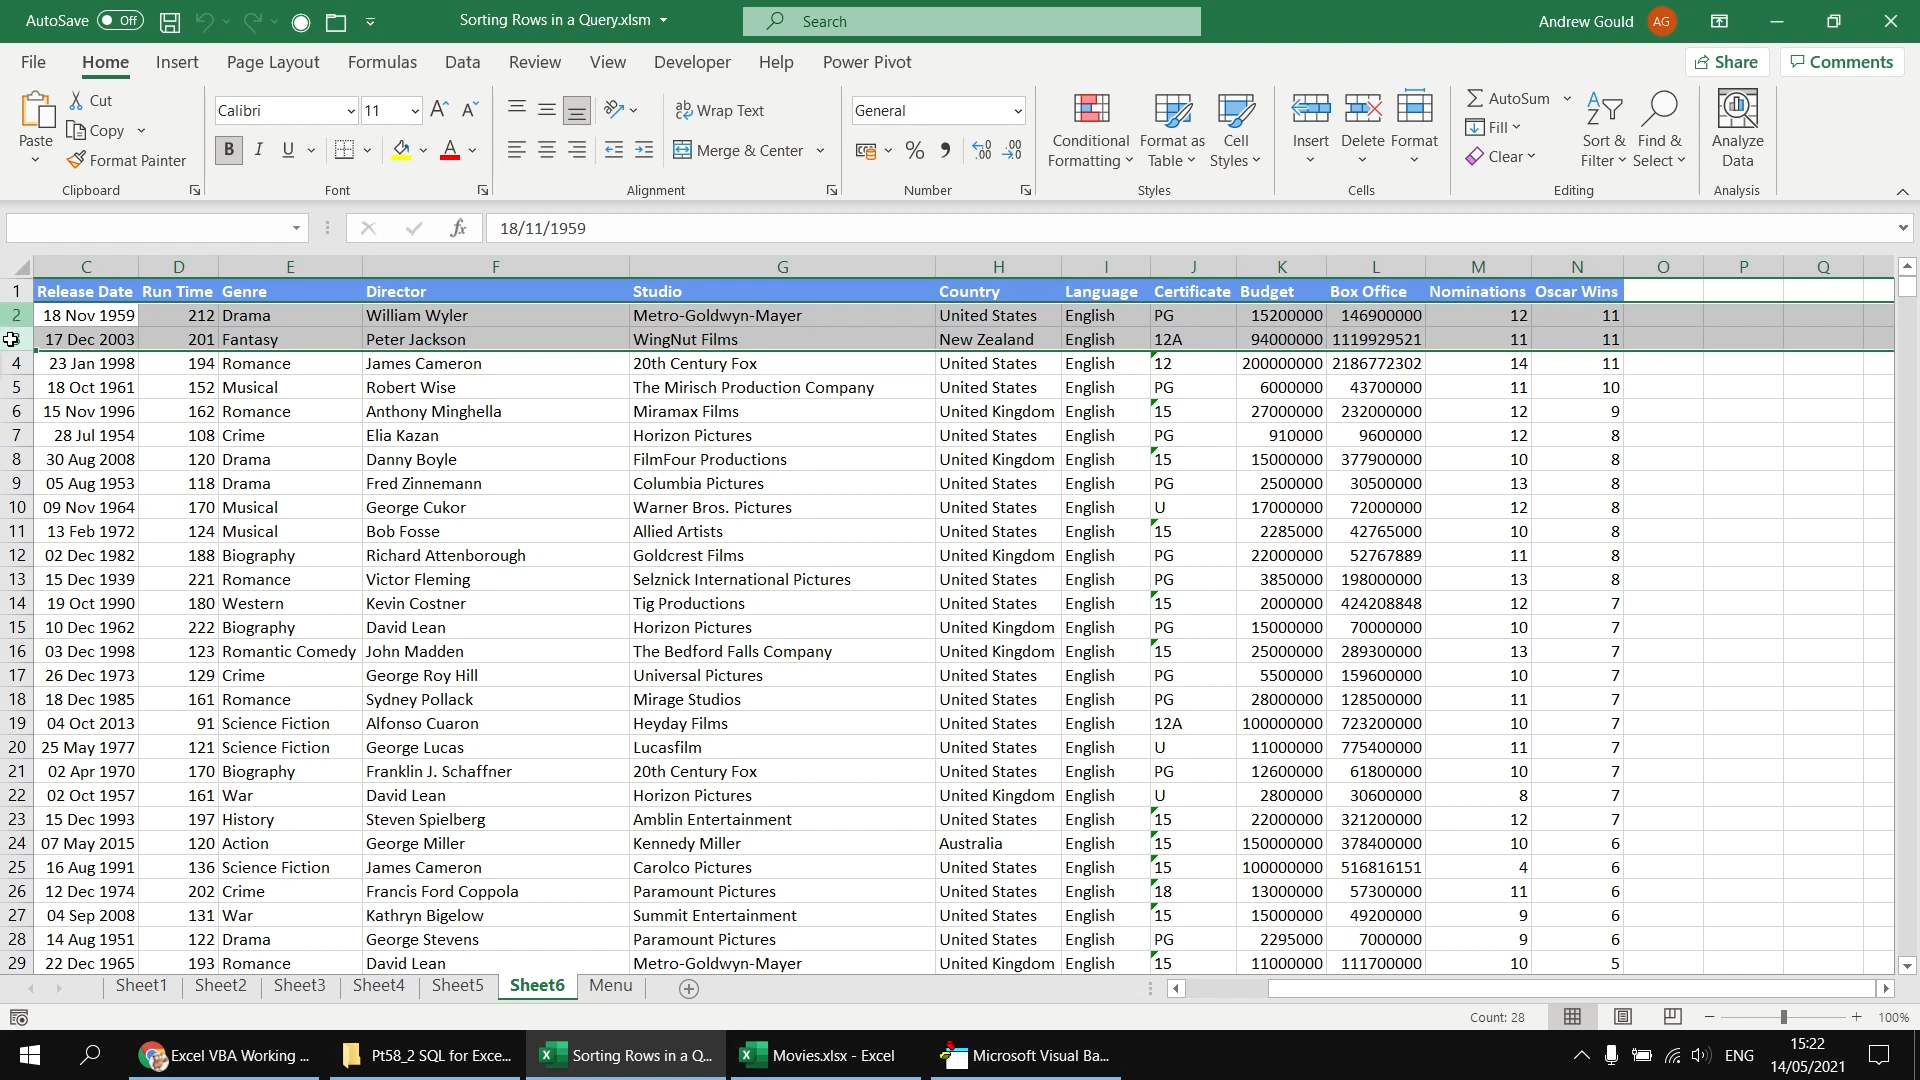 AutoSave Off Sorting Rows in a Query.xlsm Search Andrew Gould AG
File Home Insert Page Layout Formulas Data Review View Developer Help Power Pivot Share Comments
Paste Cut Copy Format Painter Clipboard
Calibri 11 B I U A Font
Wrap Text Merge & Center Alignment
General % Number
Conditional Formatting Format as Table Cell Styles Styles
Insert Delete Format Cells
AutoSum Fill Clear Sort & Filter Find & Select Editing
Analyze Data Analysis
fx 18/11/1959
C D E F G H I J K L M N O P Q
1 Release Date Run Time Genre Director Studio Country Language Certificate Budget Box Office Nominations Oscar Wins
2 18 Nov 1959 212 Drama William Wyler Metro-Goldwyn-Mayer United States English PG 15200000 146900000 12 11
17 Dec 2003 201 Fantasy Peter Jackson WingNut Films New Zealand English 12A 94000000 1119929521 11 11
4 23 Jan 1998 194 Romance James Cameron 20th Century Fox United States English 12 200000000 2186772302 14 11
5 18 Oct 1961 152 Musical Robert Wise The Mirisch Production Company United States English PG 6000000 43700000 11 10
6 15 Nov 1996 162 Romance Anthony Minghella Miramax Films United Kingdom English 15 27000000 232000000 12 9
7 28 Jul 1954 108 Crime Elia Kazan Horizon Pictures United States English PG 910000 9600000 12 8
8 30 Aug 2008 120 Drama Danny Boyle FilmFour Productions United Kingdom English 15 15000000 377900000 10 8
9 05 Aug 1953 118 Drama Fred Zinnemann Columbia Pictures United States English PG 2500000 30500000 13 8
10 09 Nov 1964 170 Musical George Cukor Warner Bros. Pictures United States English U 17000000 72000000 12 8
11 13 Feb 1972 124 Musical Bob Fosse Allied Artists United States English 15 2285000 42765000 10 8
12 02 Dec 1982 188 Biography Richard Attenborough Goldcrest Films United Kingdom English PG 22000000 52767889 11 8
13 15 Dec 1939 221 Romance Victor Fleming Selznick International Pictures United States English PG 3850000 198000000 13 8
14 19 Oct 1990 180 Western Kevin Costner Tig Productions United States English 15 2000000 424208848 12 7
15 10 Dec 1962 222 Biography David Lean Horizon Pictures United Kingdom English PG 15000000 70000000 10 7
16 03 Dec 1998 123 Romantic Comedy John Madden The Bedford Falls Company United Kingdom English 15 25000000 289300000 13 7
17 26 Dec 1973 129 Crime George Roy Hill Universal Pictures United States English PG 5500000 159600000 10 7
18 18 Dec 1985 161 Romance Sydney Pollack Mirage Studios United States English PG 28000000 128500000 11 7
19 04 Oct 2013 91 Science Fiction Alfonso Cuaron Heyday Films United States English 12A 100000000 723200000 10 7
20 25 May 1977 121 Science Fiction George Lucas Lucasfilm United States English U 11000000 775400000 11 7
21 02 Apr 1970 170 Biography Franklin J. Schaffner 20th Century Fox United States English PG 12600000 61800000 10 7
22 02 Oct 1957 161 War David Lean Horizon Pictures United Kingdom English U 2800000 30600000 8 7
23 15 Dec 1993 197 History Steven Spielberg Amblin Entertainment United States English 15 22000000 321200000 12 7
24 07 May 2015 120 Action George Miller Kennedy Miller Australia English 15 150000000 378400000 10 6
25 16 Aug 1991 136 Science Fiction James Cameron Carolco Pictures United States English 15 100000000 516816151 4 6
26 12 Dec 1974 202 Crime Francis Ford Coppola Paramount Pictures United States English 18 13000000 57300000 11 6
27 04 Sep 2008 131 War Kathryn Bigelow Summit Entertainment United States English 15 15000000 49200000 9 6
28 14 Aug 1951 122 Drama George Stevens Paramount Pictures United States English PG 2295000 7000000 9 6
29 22 Dec 1965 193 Romance David Lean Metro-Goldwyn-Mayer United Kingdom English 15 11000000 111700000 10 5
Sheet1 Sheet2 Sheet3 Sheet4 Sheet5 Sheet6 Menu
Count: 28 100%
Excel VBA Working ... Pt58_2 SQL for Exce... Sorting Rows in a Q... Movies.xlsx - Excel Microsoft Visual Ba... ENG 15:22
14/05/2021